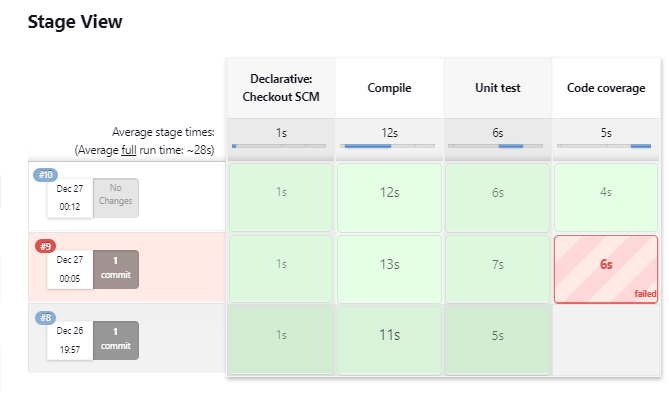 Stage View
Declarative:
Checkout SCM
Compile
Unit test
Code coverage
Average stage times:
(Average full run time: ~28s)
1s
12s
6s
5s
#10
Dec 27
00:12
No
Changes
1s
12s
6s
4s
#9
Dec 27
00:05
1
commit
1s
13s
7s
6s
failed
#8
Dec 26
19:57
1
commit
1s
11s
5s